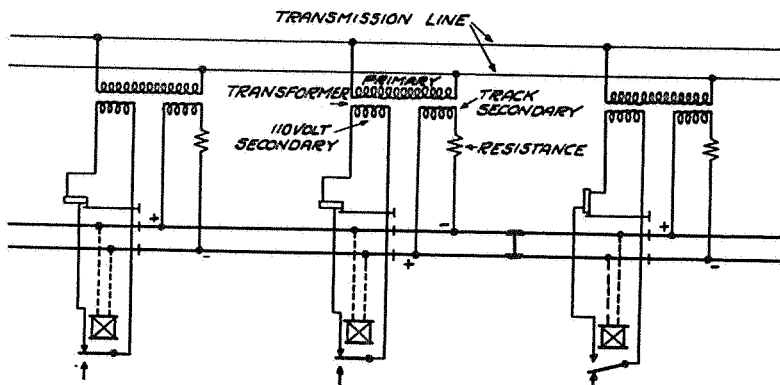 TRANSMISSION LINE
PRIMARY
TRANSFORMER
TRACK
SECONDARY
110 VOLT
SECONDARY
RESISTANCE
+
-
-
+
+
-